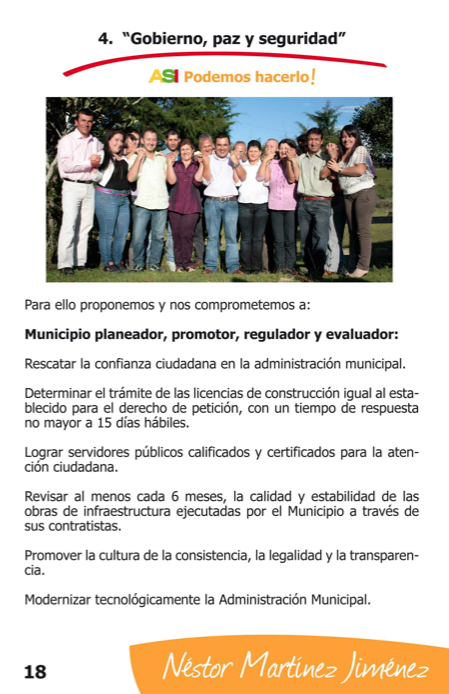 4. “Gobierno, paz y seguridad”
ASI Podemos hacerlo!
Para ello proponemos y nos comprometemos a:
Municipio planeador, promotor, regulador y evaluador:
Rescatar la confianza ciudadana en la administración municipal.
Determinar el trámite de las licencias de construcción igual al esta-
blecido para el derecho de petición, con un tiempo de respuesta
no mayor a 15 días hábiles.
Lograr servidores públicos calificados y certificados para la aten-
ción ciudadana.
Revisar al menos cada 6 meses, la calidad y estabilidad de las
obras de infraestructura ejecutadas por el Municipio a través de
sus contratistas.
Promover la cultura de la consistencia, la legalidad y la transparen-
cia.
Modernizar tecnológicamente la Administración Municipal.
18
Néstor Martínez Jiménez